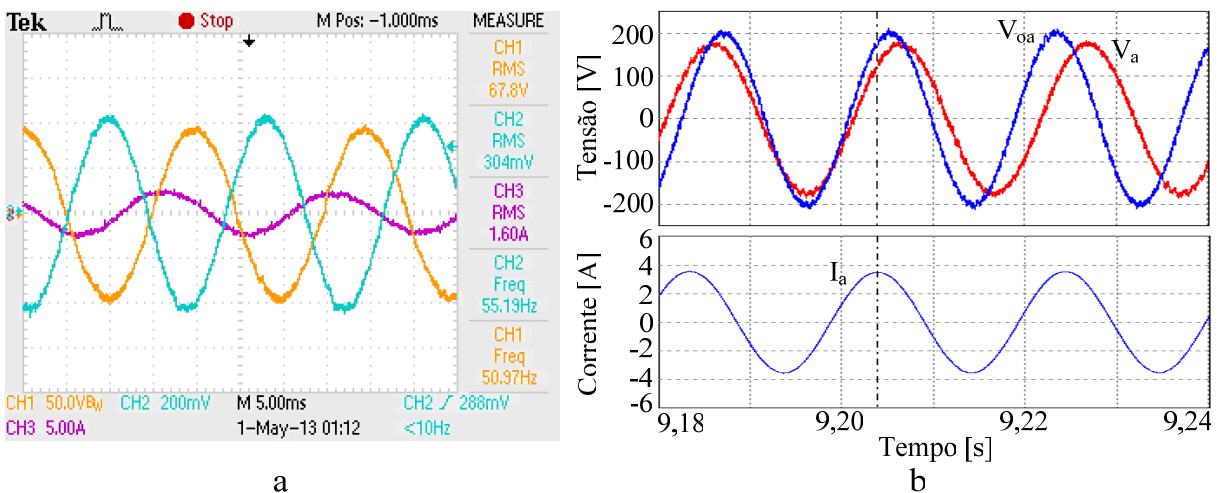 Tek Stop M Pos: -1.000ms MEASURE
CH1
RMS
67.8V
CH2
RMS
304mV
CH3
RMS
1.60A
CH2
Freq
55.19Hz
CH1
Freq
50.97Hz
CH1 50.0VBW CH2 200mV M 5.00ms CH2 288mV
CH3 5.00A 1-May-13 01:12 <10Hz
a
Tensão [V]
200
100
0
-100
-200
Voa
Va
Corrente [A]
6
4
2
0
-2
-4
-6
Ia
9,18 9,20 9,22 9,24
Tempo [s]
b